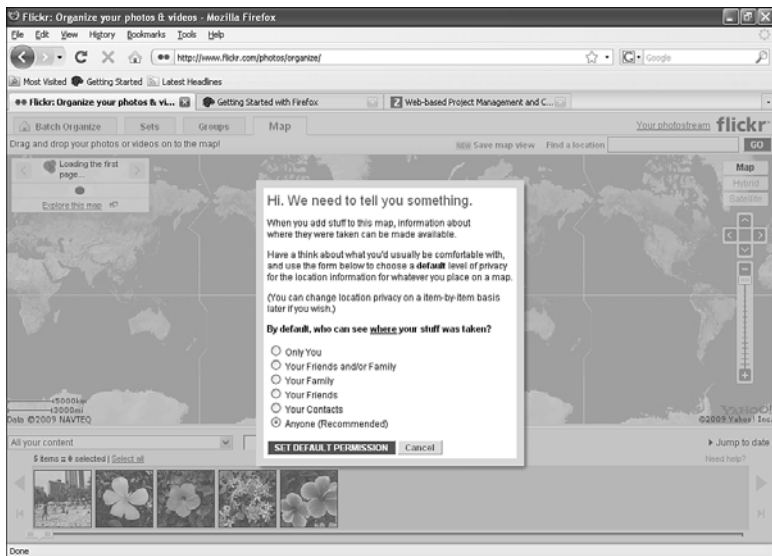 Flickr: Organize your photos & videos - Mozilla Firefox
File Edit View History Bookmarks Tools Help
http://www.flickr.com/photos/organize/
Google
Most Visited Getting Started Latest Headlines
Flickr: Organize your photos & vi...
Getting Started with Firefox
Web-based Project Management and C...
Batch Organize Sets Groups Map
Your photostream flickr
Drag and drop your photos or videos on to the map!
NEW Save map view Find a location GO
Loading the first
page...
Explore this map
Map
Hybrid
Satellite
Hi. We need to tell you something.
When you add stuff to this map, information about
where they were taken can be made available.
Have a think about what you'd usually be comfortable with,
and use the form below to choose a default level of privacy
for the location information for whatever you place on a map.
(You can change location privacy on a item-by-item basis
later if you wish.)
By default, who can see where your stuff was taken?
Only You
Your Friends and/or Family
Your Family
Your Friends
Your Contacts
Anyone (Recommended)
SET DEFAULT PERMISSION Cancel
5000km
3000mi
Data ©2009 NAVTEQ
YAHOO!
©2009 Yahoo! Inc.
All your content
Jump to date
5 items :: 0 selected | Select all
Need help?
Done